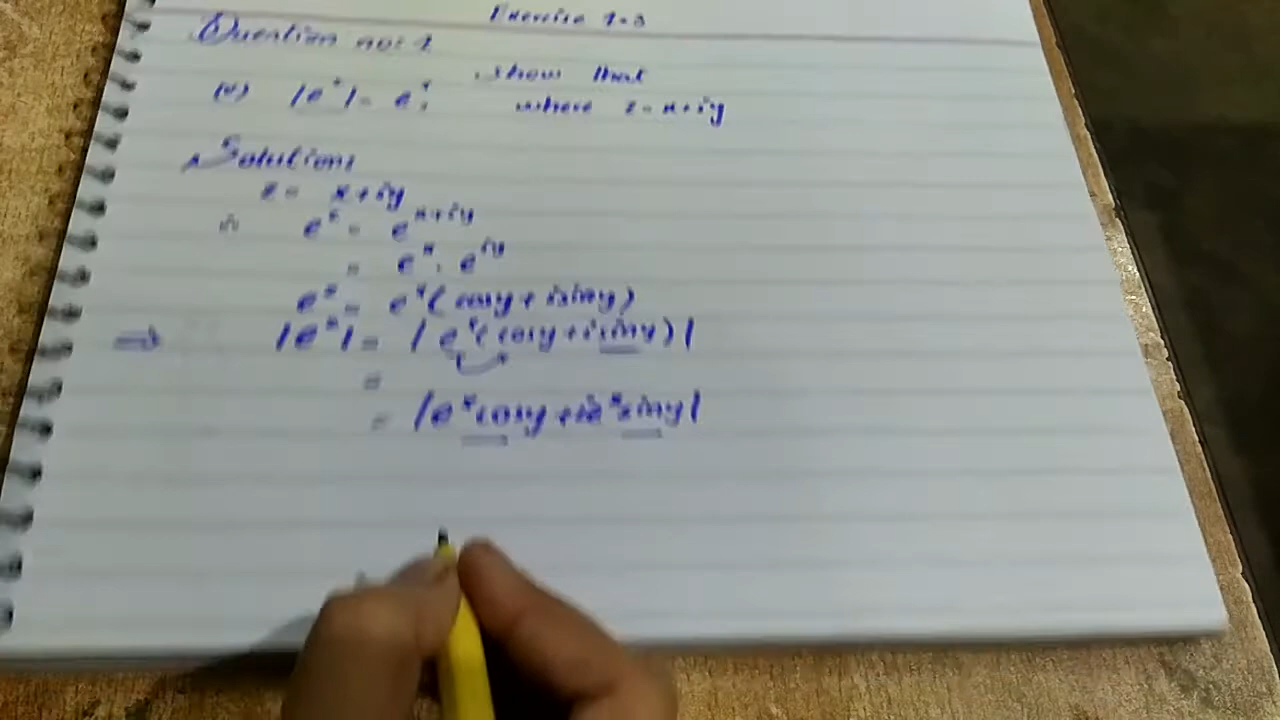 Exercise 1.3
Question no: 1
Show that
(v) |e^z| = e^x, where z = x+iy
Solution:
z = x+iy
∴ e^z = e^{x+iy}
= e^x . e^{iy}
e^z = e^x (cosy + isiny)
⇒ |e^z| = |e^x(cosy+isiny)|
=
= |e^x cosy + ie^x siny|